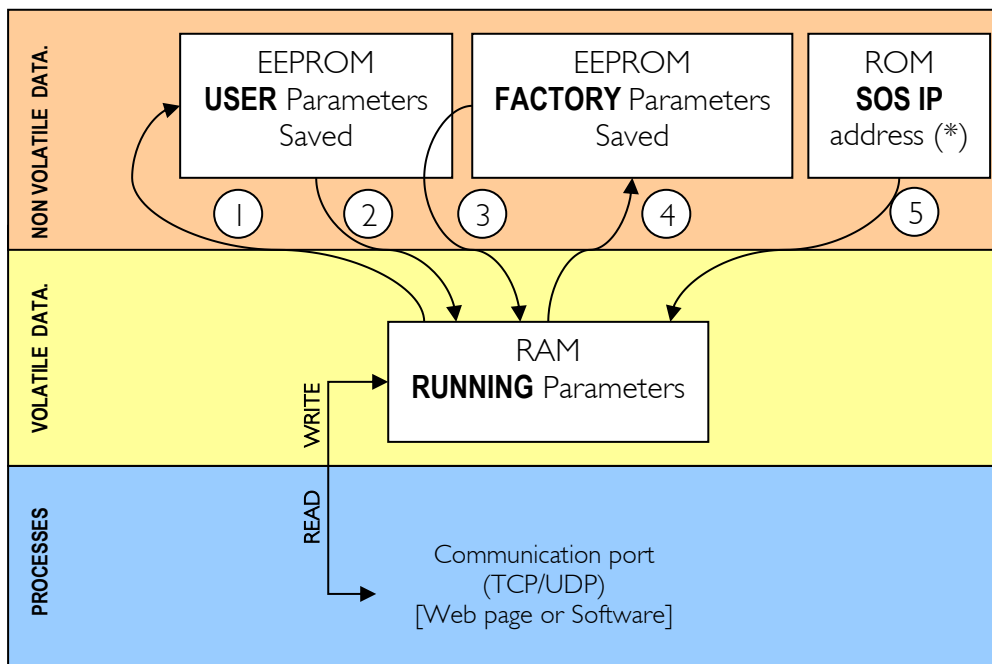 NON VOLATILE DATA.
EEPROM
USER Parameters
Saved
EEPROM
FACTORY Parameters
Saved
ROM
SOS IP
address (*)
1
2
3
4
5
VOLATILE DATA.
RAM
RUNNING Parameters
WRITE
READ
PROCESSES
Communication port
(TCP/UDP)
[Web page or Software]